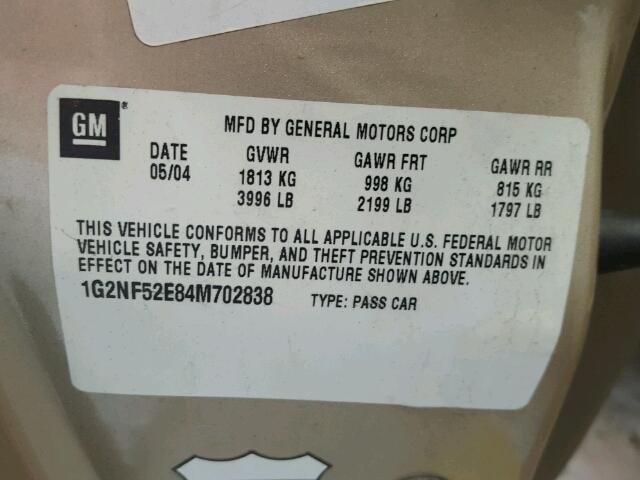 GM
MFD BY GENERAL MOTORS CORP
DATE GVWR GAWR FRT GAWR RR
05/04 1813 KG 998 KG 815 KG
3996 LB 2199 LB 1797 LB
THIS VEHICLE CONFORMS TO ALL APPLICABLE U.S. FEDERAL MOTOR
VEHICLE SAFETY, BUMPER, AND THEFT PREVENTION STANDARDS IN
EFFECT ON THE DATE OF MANUFACTURE SHOWN ABOVE.
1G2NF52E84M702838 TYPE: PASS CAR